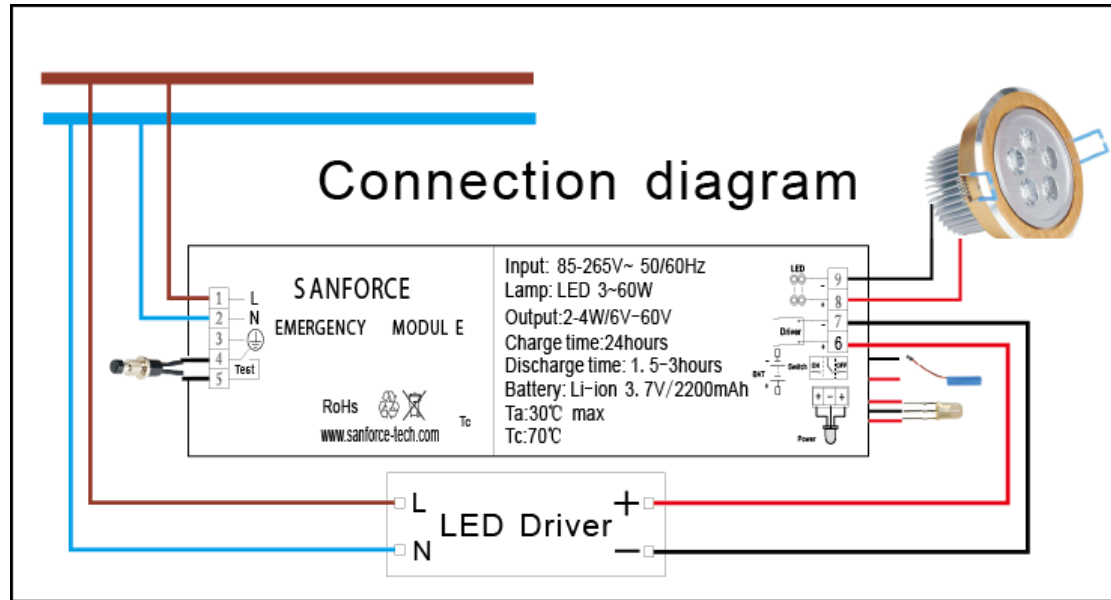 Connection diagram
SANFORCE
EMERGENCY MODUL E
1 L
2 N
3
4
5
Test
RoHs
Tc
www.sanforce-tech.com
Input: 85-265V~ 50/60Hz
Lamp: LED 3~60W
Output:2-4W/6V-60V
Charge time:24hours
Discharge time: 1. 5-3hours
Battery: Li-ion 3. 7V/2200mAh
Ta:30℃ max
Tc:70℃
LED
- 9
+ 8
Driver
- 7
+ 6
BAT
-
+
Switch ON OFF
+ - +
Power
L +
LED Driver
N -